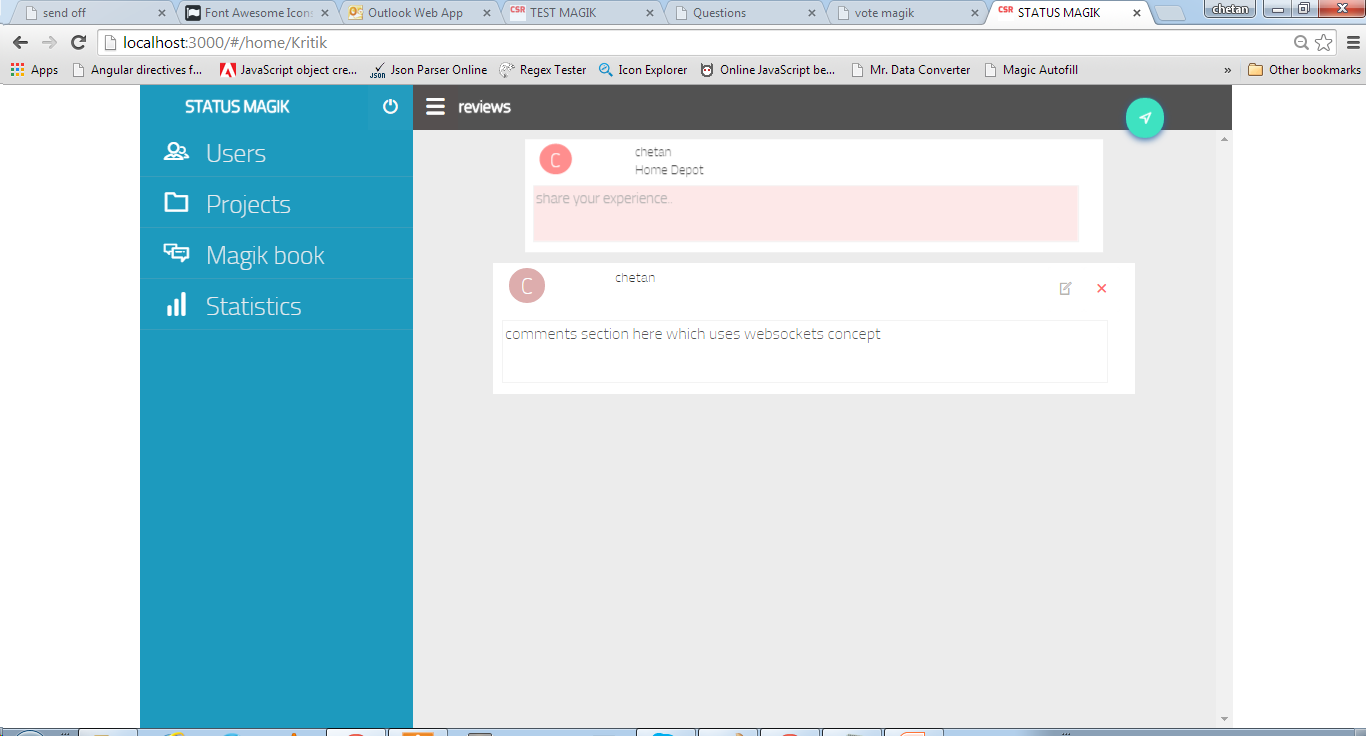 send off
Font Awesome Icons
Outlook Web App
CSR TEST MAGIK
Questions
vote magik
CSR STATUS MAGIK
chetan
localhost:3000/#/home/Kritik
Apps
Angular directives f...
JavaScript object cre...
JSON Json Parser Online
Regex Tester
Icon Explorer
Online JavaScript be...
Mr. Data Converter
Magic Autofill
»
Other bookmarks
STATUS MAGIK
reviews
Users
Projects
Magik book
Statistics
C
chetan
Home Depot
share your experience..
C
chetan
comments section here which uses websockets concept